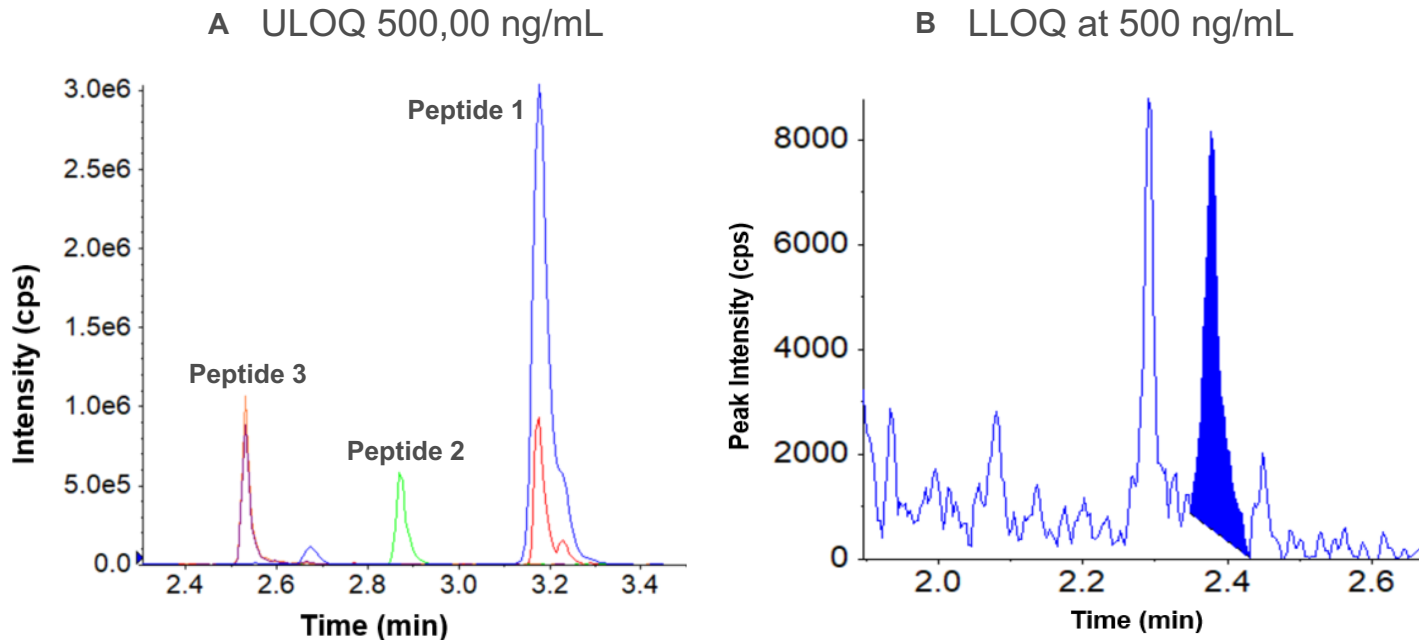 A ULOQ 500,00 ng/mL
B LLOQ at 500 ng/mL
Intensity (cps)
3.0e6
2.5e6
2.0e6
1.5e6
1.0e6
5.0e5
0.0
Peptide 1
Peptide 3
Peptide 2
2.4 2.6 2.8 3.0 3.2 3.4
Time (min)
Peak Intensity (cps)
8000
6000
4000
2000
0
2.0 2.2 2.4 2.6
Time (min)